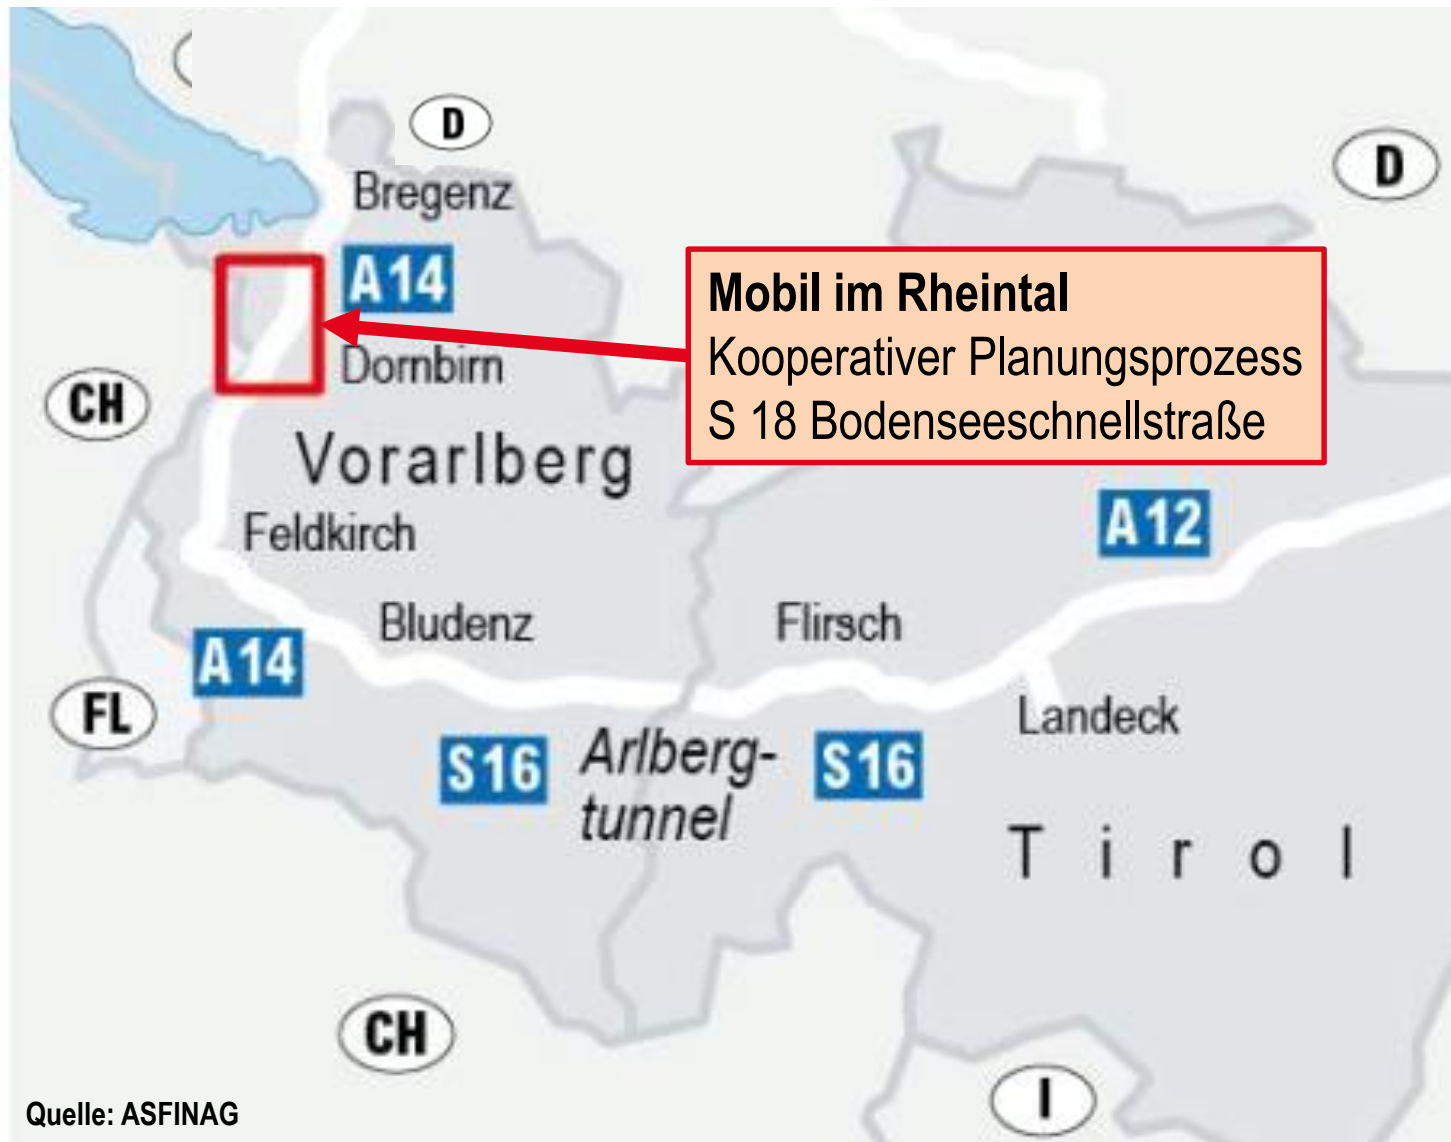 D
Bregenz
D
A14
Mobil im Rheintal
Kooperativer Planungsprozess
S 18 Bodenseeschnellstraße
Dornbirn
CH
Vorarlberg
A12
Feldkirch
Bludenz
Flirsch
A14
FL
Landeck
S16
Arlberg-
tunnel
S16
Tirol
CH
I
Quelle: ASFINAG